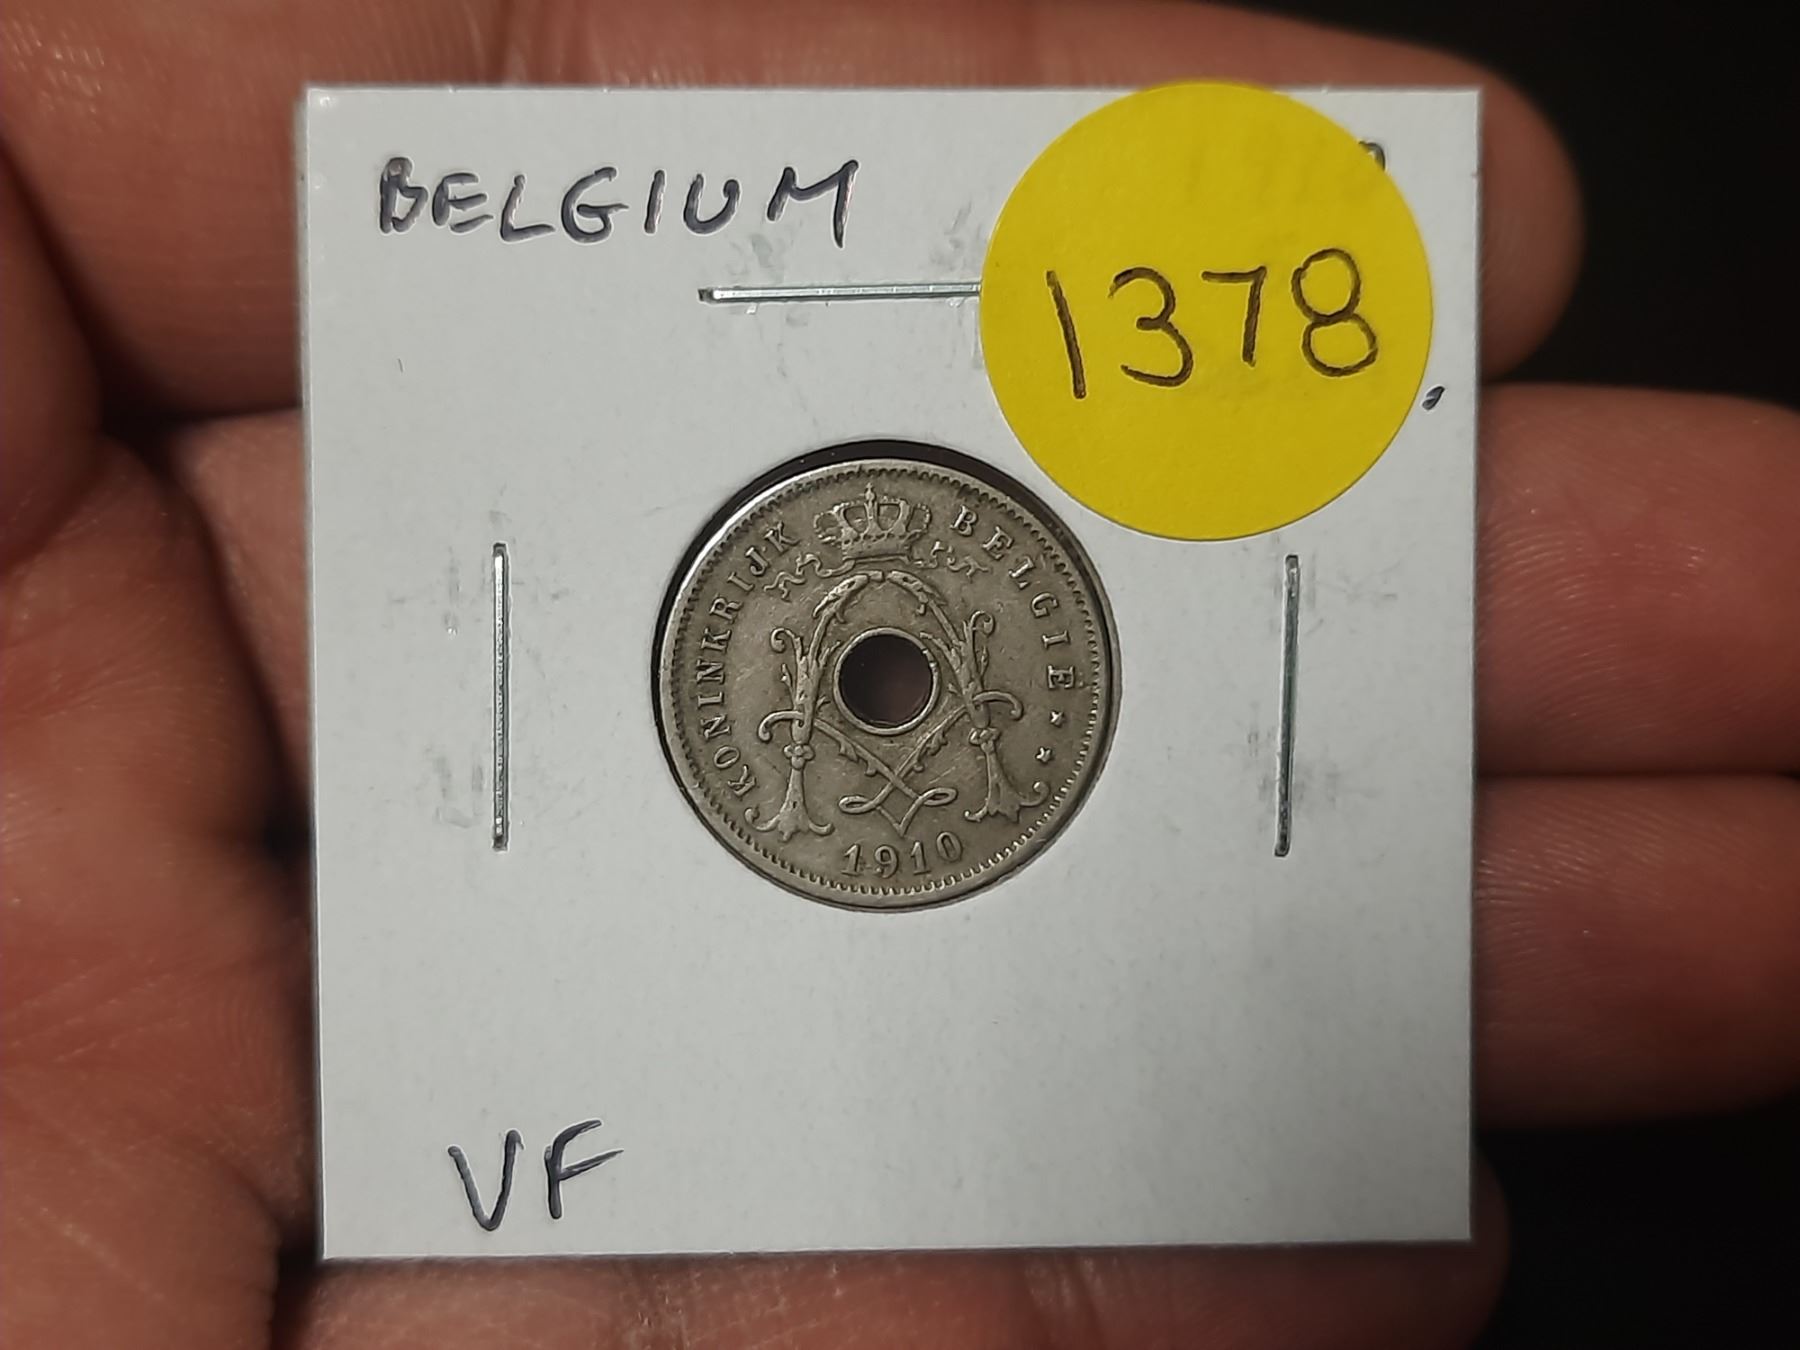 BELGIUM
1378
KONINKRIJK BELGIE
1910
VF